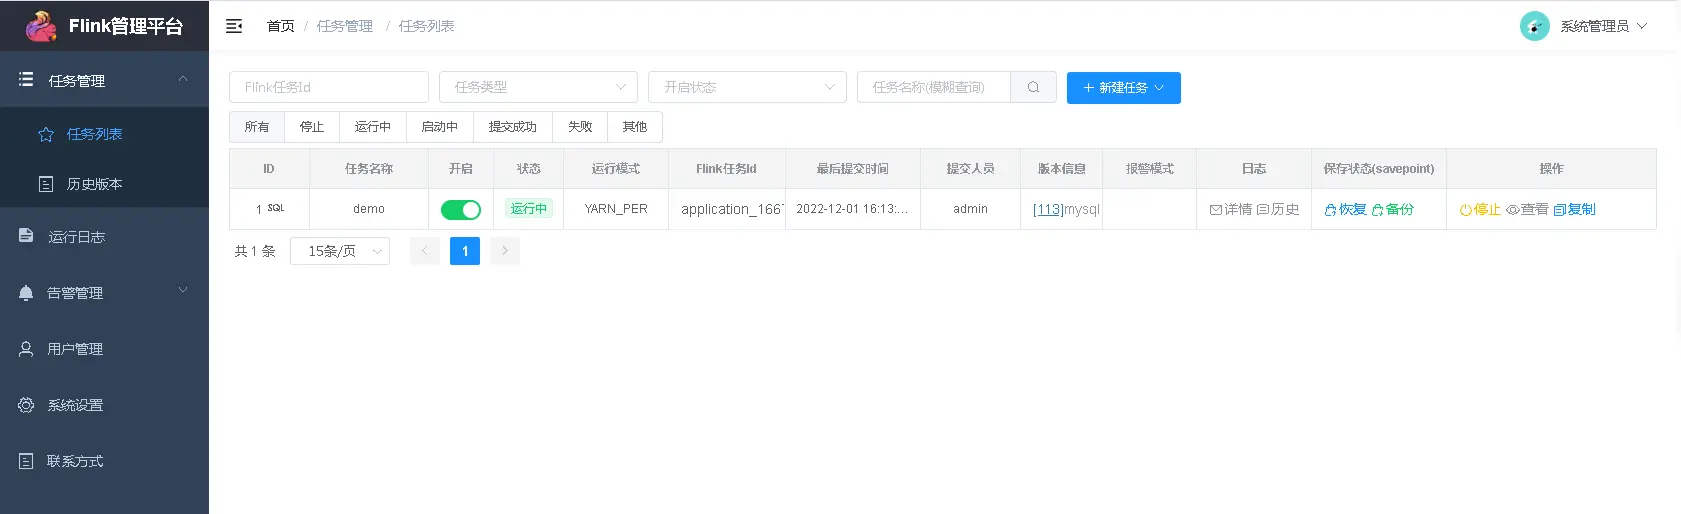 Flink管理平台
首页 / 任务管理 / 任务列表
系统管理员
任务管理
任务列表
历史版本
运行日志
告警管理
用户管理
系统设置
联系方式
Flink任务Id 任务类型 开启状态 任务名称(模糊查询) + 新建任务
所有 停止 运行中 启动中 提交成功 失败 其他
ID 任务名称 开启 状态 运行模式 Flink任务Id 最后提交时间 提交人员 版本信息 报警模式 日志 保存状态(savepoint) 操作
1 SQL demo 运行中 YARN_PER application_166 2022-12-01 16:13:... admin [113]mysql 详情 历史 恢复 备份 停止 查看 复制
共 1 条 15条/页 < 1 >